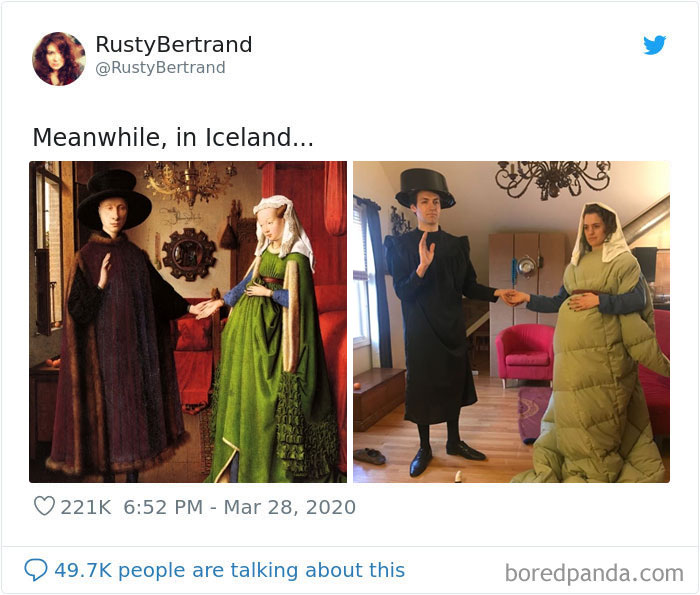 RustyBertrand
@RustyBertrand
Meanwhile, in Iceland...
221K 6:52 PM - Mar 28, 2020
49.7K people are talking about this
boredpanda.com